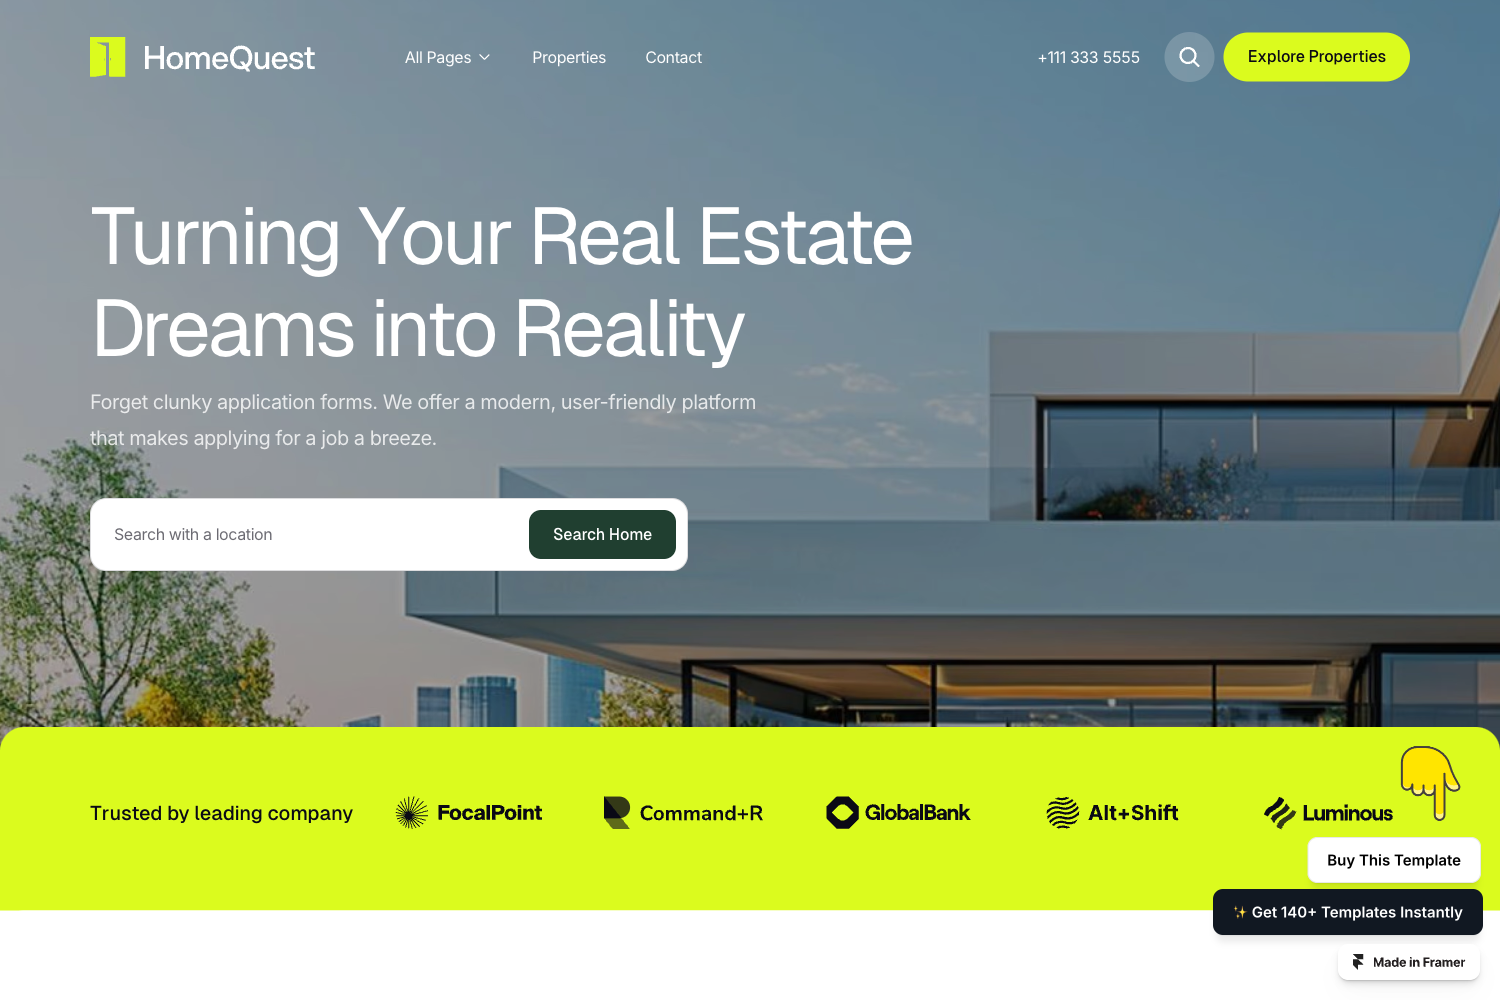 HomeQuest
All Pages
Properties
Contact
+111 333 5555
Explore Properties
Turning Your Real Estate
Dreams into Reality
Forget clunky application forms. We offer a modern, user-friendly platform
that makes applying for a job a breeze.
Search with a location
Search Home
Trusted by leading company
FocalPoint
Command+R
GlobalBank
Alt+Shift
Luminous
Buy This Template
✨ Get 140+ Templates Instantly
Made in Framer